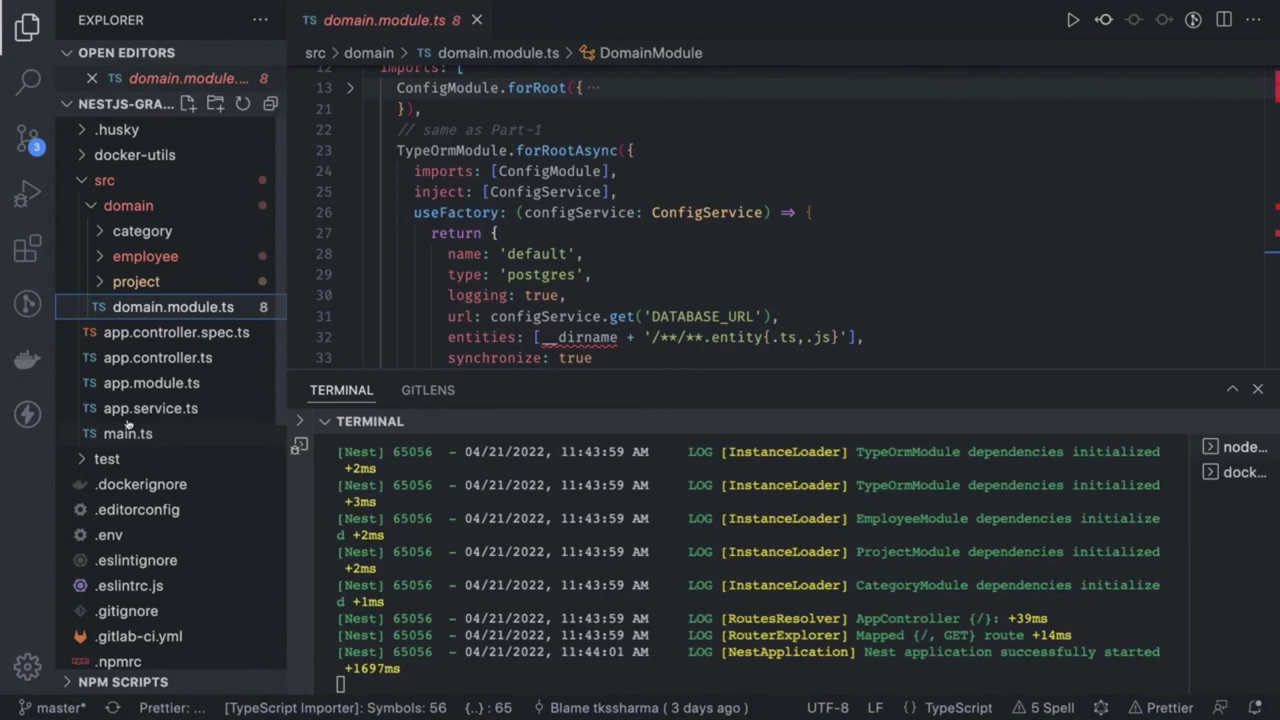 EXPLORER
OPEN EDITORS
TS domain.module.... 8
NESTJS-GRA...
.husky
docker-utils
src
domain
category
employee
project
TS domain.module.ts 8
TS app.controller.spec.ts
TS app.controller.ts
TS app.module.ts
TS app.service.ts
TS main.ts
test
.dockerignore
.editorconfig
.env
.eslintignore
.eslintrc.js
.gitignore
.gitlab-ci.yml
.npmrc
NPM SCRIPTS
3
TS domain.module.ts 8
src > domain > TS domain.module.ts > DomainModule
12 imports: [
13 ConfigModule.forRoot({ ···
21 }),
22 // same as Part-1
23 TypeOrmModule.forRootAsync({
24 imports: [ConfigModule],
25 inject: [ConfigService],
26 useFactory: (configService: ConfigService) => {
27 return {
28 name: 'default',
29 type: 'postgres',
30 logging: true,
31 url: configService.get('DATABASE_URL'),
32 entities: [__dirname + '/**/**.entity{.ts,.js}'],
33 synchronize: true
TERMINAL GITLENS
TERMINAL
[Nest] 65056 - 04/21/2022, 11:43:59 AM LOG [InstanceLoader] TypeOrmModule dependencies initialized
+2ms
[Nest] 65056 - 04/21/2022, 11:43:59 AM LOG [InstanceLoader] TypeOrmModule dependencies initialized
+3ms
[Nest] 65056 - 04/21/2022, 11:43:59 AM LOG [InstanceLoader] EmployeeModule dependencies initialize
d +2ms
[Nest] 65056 - 04/21/2022, 11:43:59 AM LOG [InstanceLoader] ProjectModule dependencies initialized
+2ms
[Nest] 65056 - 04/21/2022, 11:43:59 AM LOG [InstanceLoader] CategoryModule dependencies initialize
d +1ms
[Nest] 65056 - 04/21/2022, 11:43:59 AM LOG [RoutesResolver] AppController {/}: +39ms
[Nest] 65056 - 04/21/2022, 11:43:59 AM LOG [RouterExplorer] Mapped {/, GET} route +14ms
[Nest] 65056 - 04/21/2022, 11:44:01 AM LOG [NestApplication] Nest application successfully started
+1697ms
node...
dock...
master* Prettier: ... [TypeScript Importer]: Symbols: 56 {..} : 65 Blame tkssharma ( 3 days ago ) UTF-8 LF {} TypeScript 5 Spell Prettier